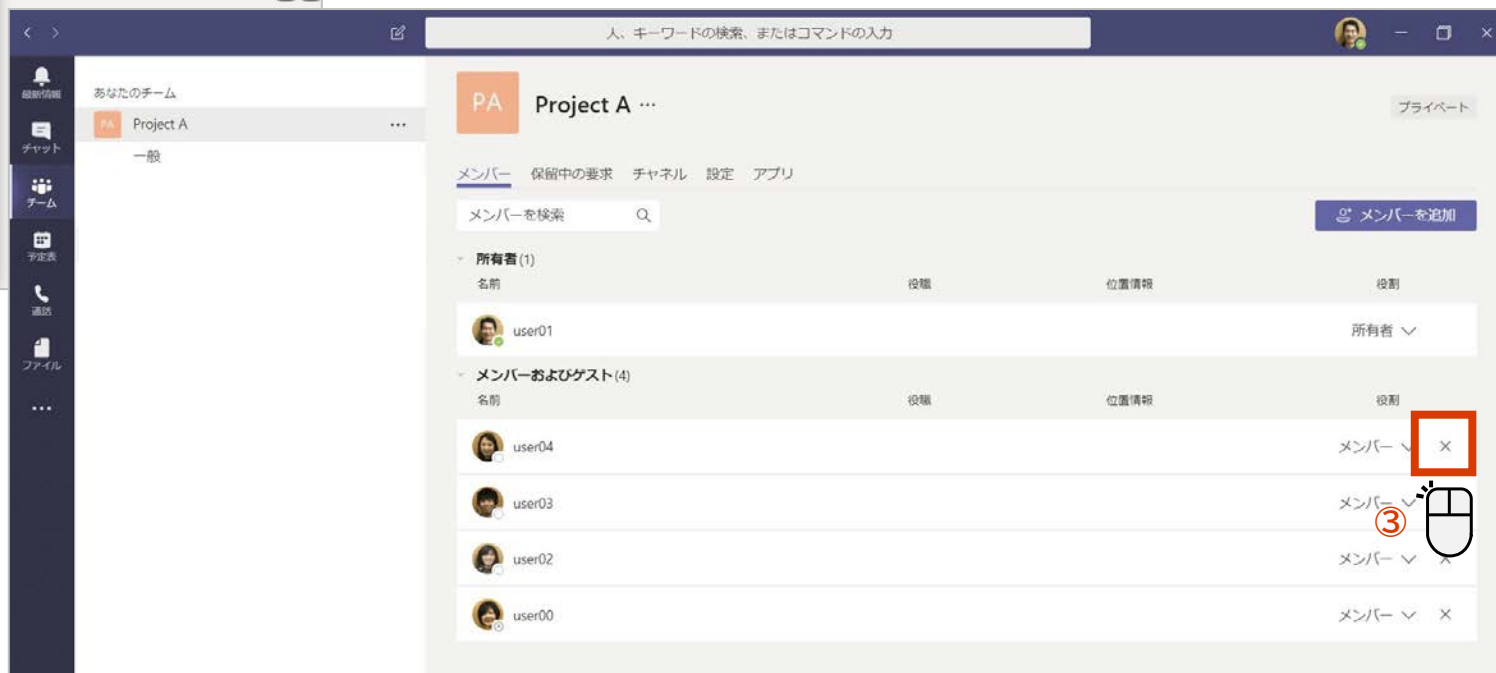 人、キーワードの検索、またはコマンドの入力
最新情報
チャット
チーム
予定表
通話
ファイル
あなたのチーム
PA Project A ...
一般
PA Project A ...
プライベート
メンバー 保留中の要求 チャネル 設定 アプリ
メンバーを検索
メンバーを追加
所有者(1)
名前 役職 位置情報 役割
user01 所有者
メンバーおよびゲスト(4)
名前 役職 位置情報 役割
user04 メンバー
user03 メンバー
③
user02 メンバー
user00 メンバー